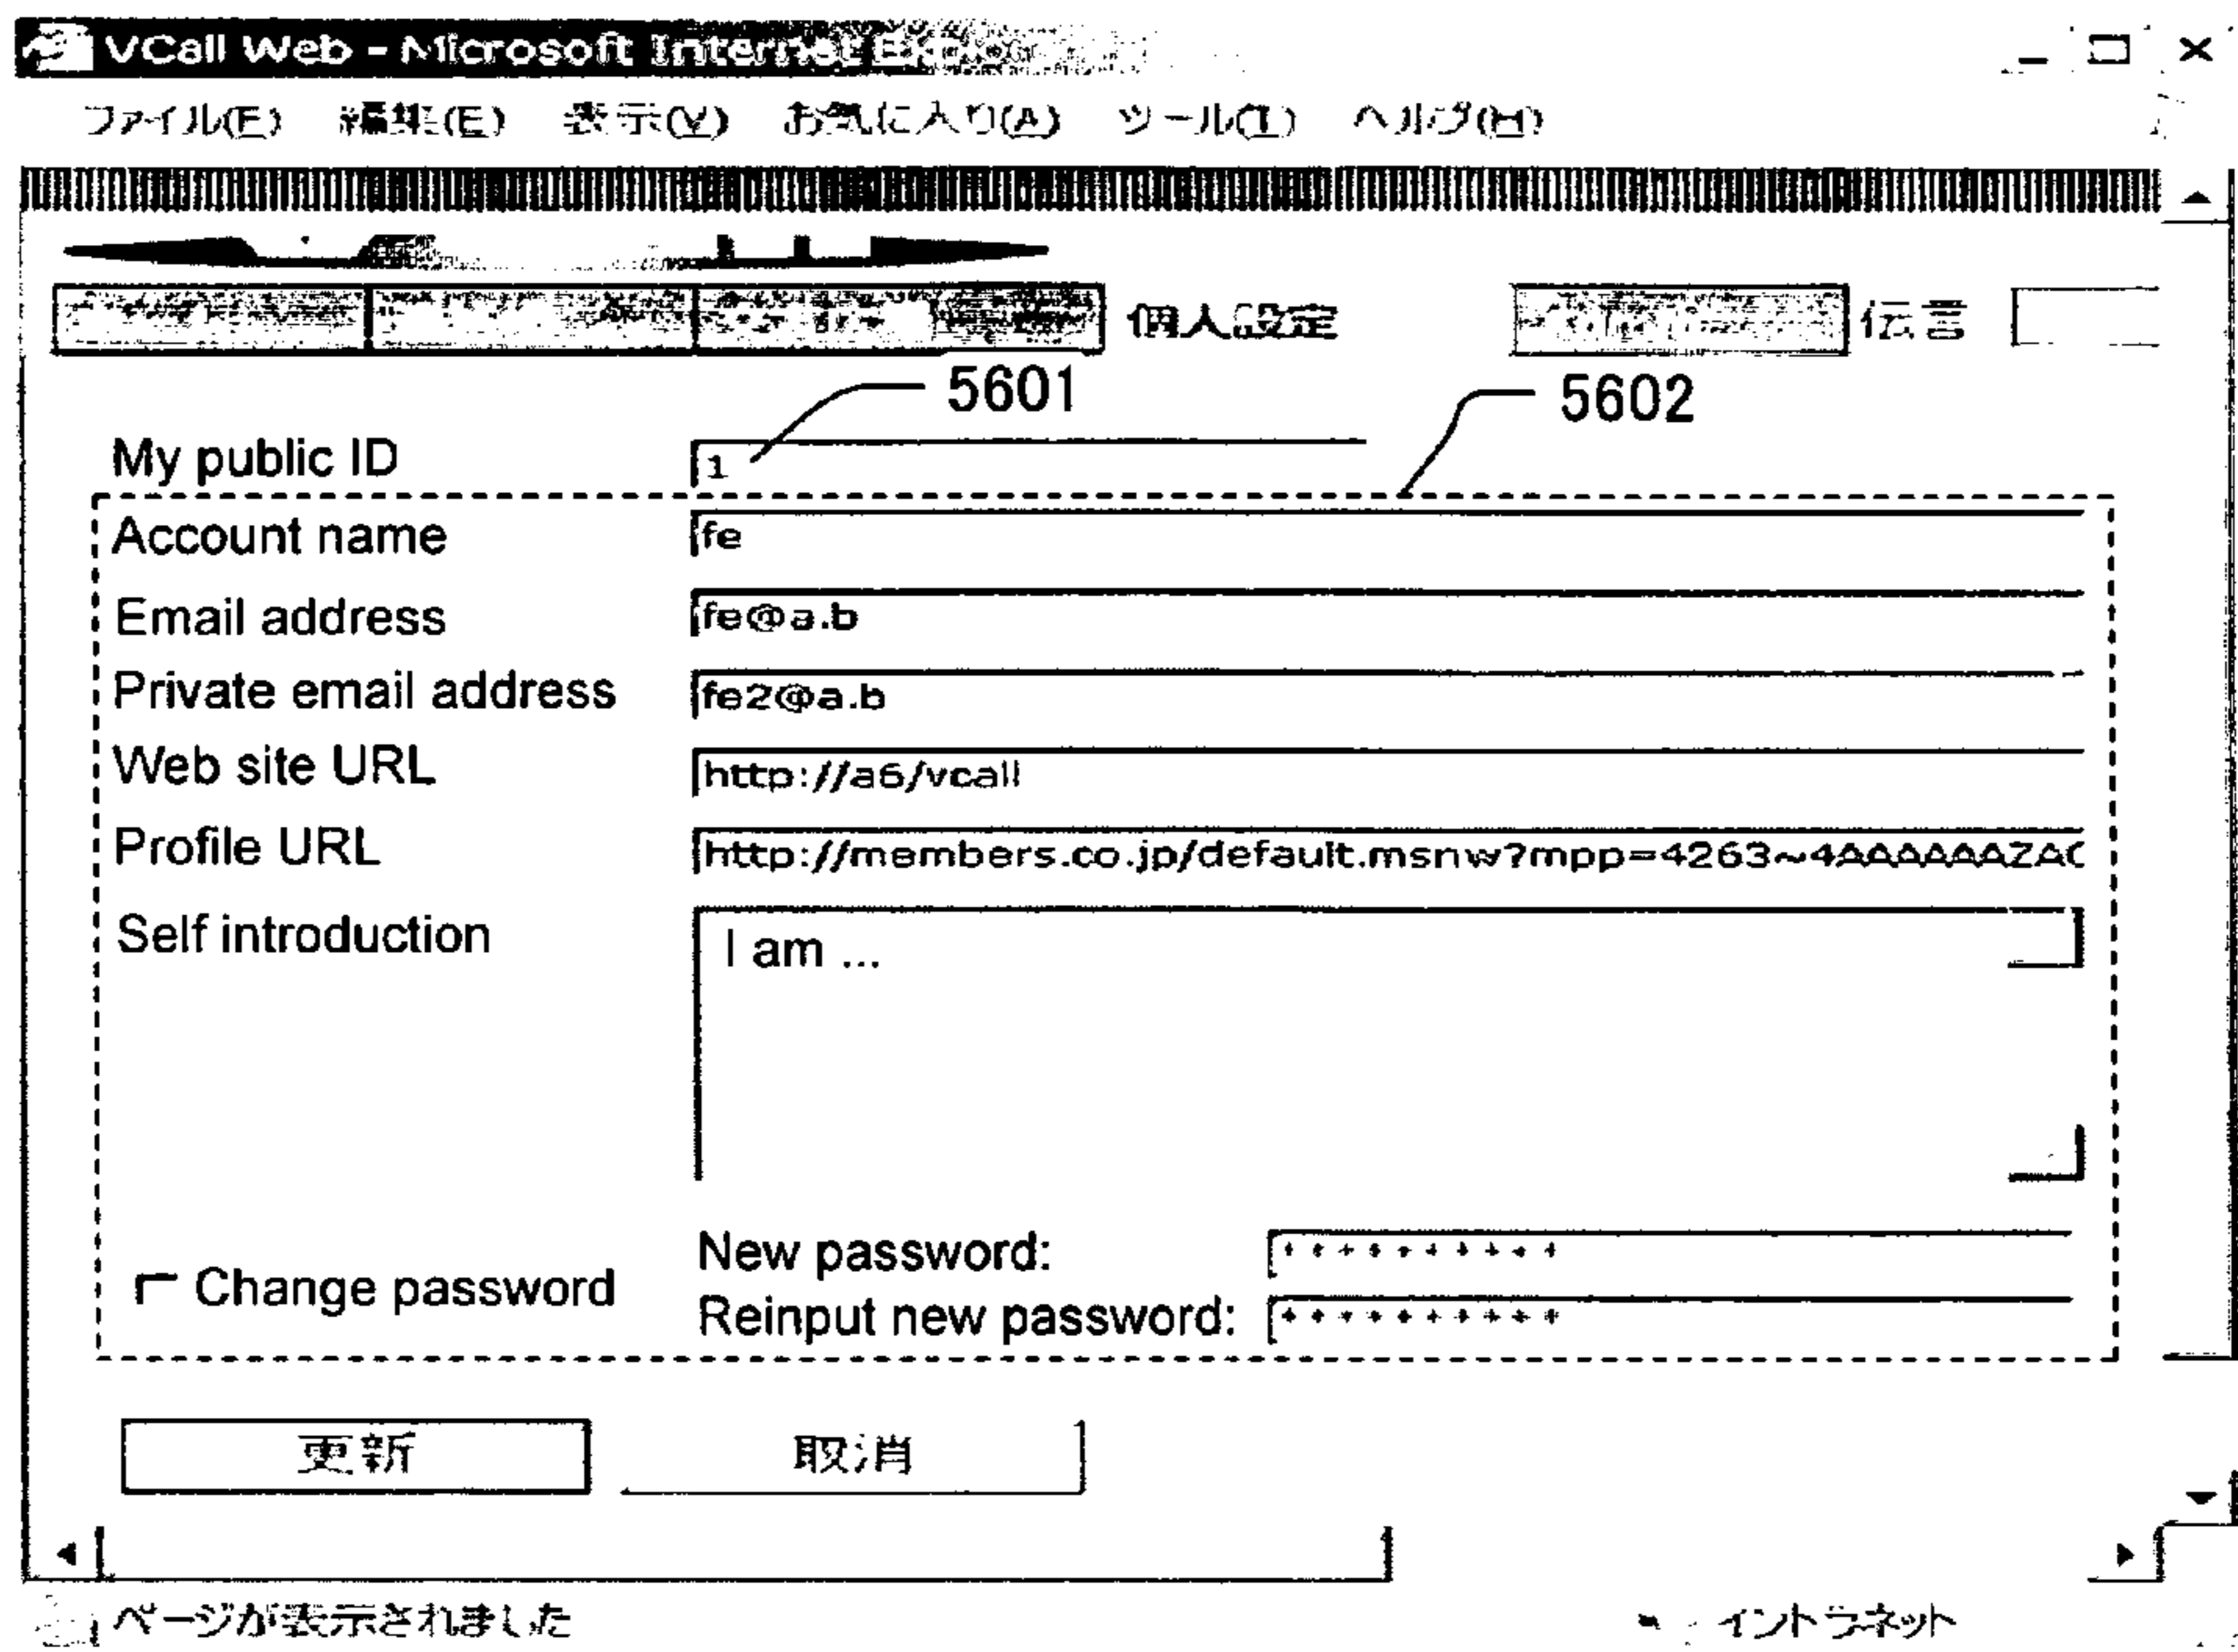 VCall Web - Microsoft Internet Explorer
ファイル(F) 編集(E) 表示(V) お気に入り(A) ツール(T) ヘルプ(H)
個人設定 伝言
5601 5602
My public ID 1
Account name fe
Email address fe@a.b
Private email address fe2@a.b
Web site URL http://a6/vcall
Profile URL http://members.co.jp/default.msnw?mpp=4263~4AAAAAAZAC
Self introduction I am ...
New password: **********
Change password
Reinput new password: **********
更新 取消
ページが表示されました イントラネット